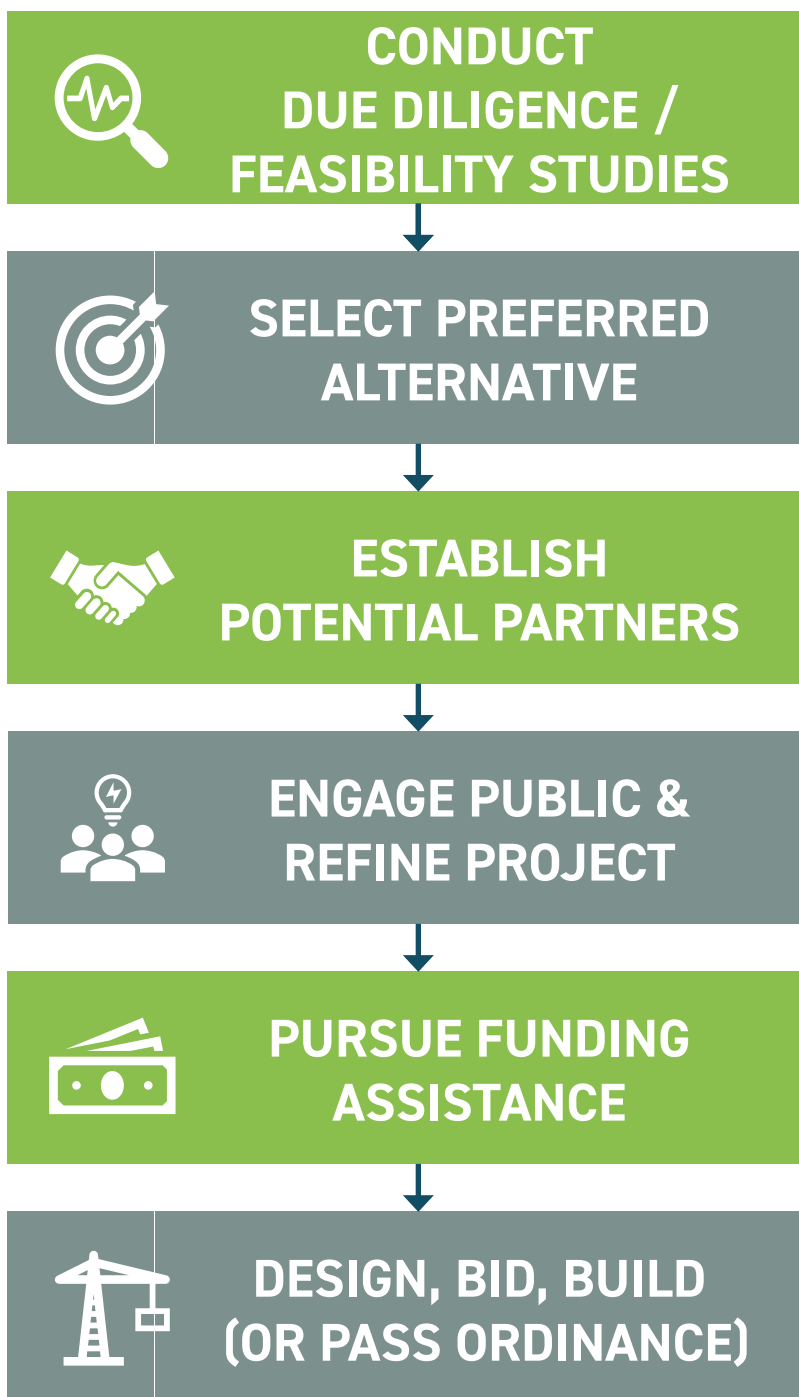 CONDUCT
DUE DILIGENCE /
FEASIBILITY STUDIES
SELECT PREFERRED
ALTERNATIVE
ESTABLISH
POTENTIAL PARTNERS
ENGAGE PUBLIC &
REFINE PROJECT
PURSUE FUNDING
ASSISTANCE
DESIGN, BID, BUILD
(OR PASS ORDINANCE)